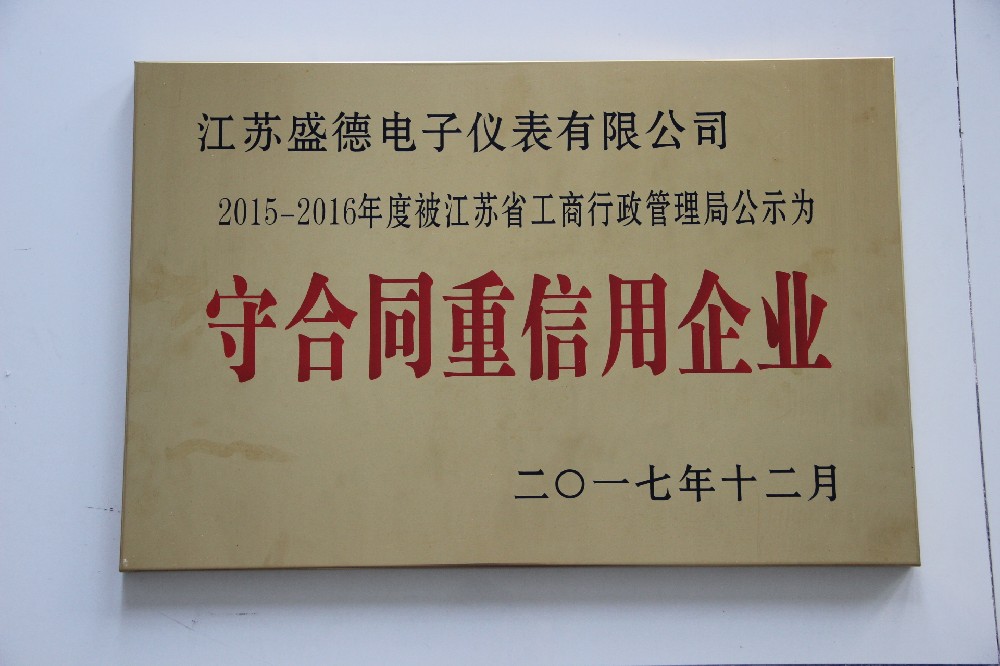 江苏盛德电子仪表有限公司
2015-2016年度被江苏省工商行政管理局公示为
守合同重信用企业
二〇一七年十二月